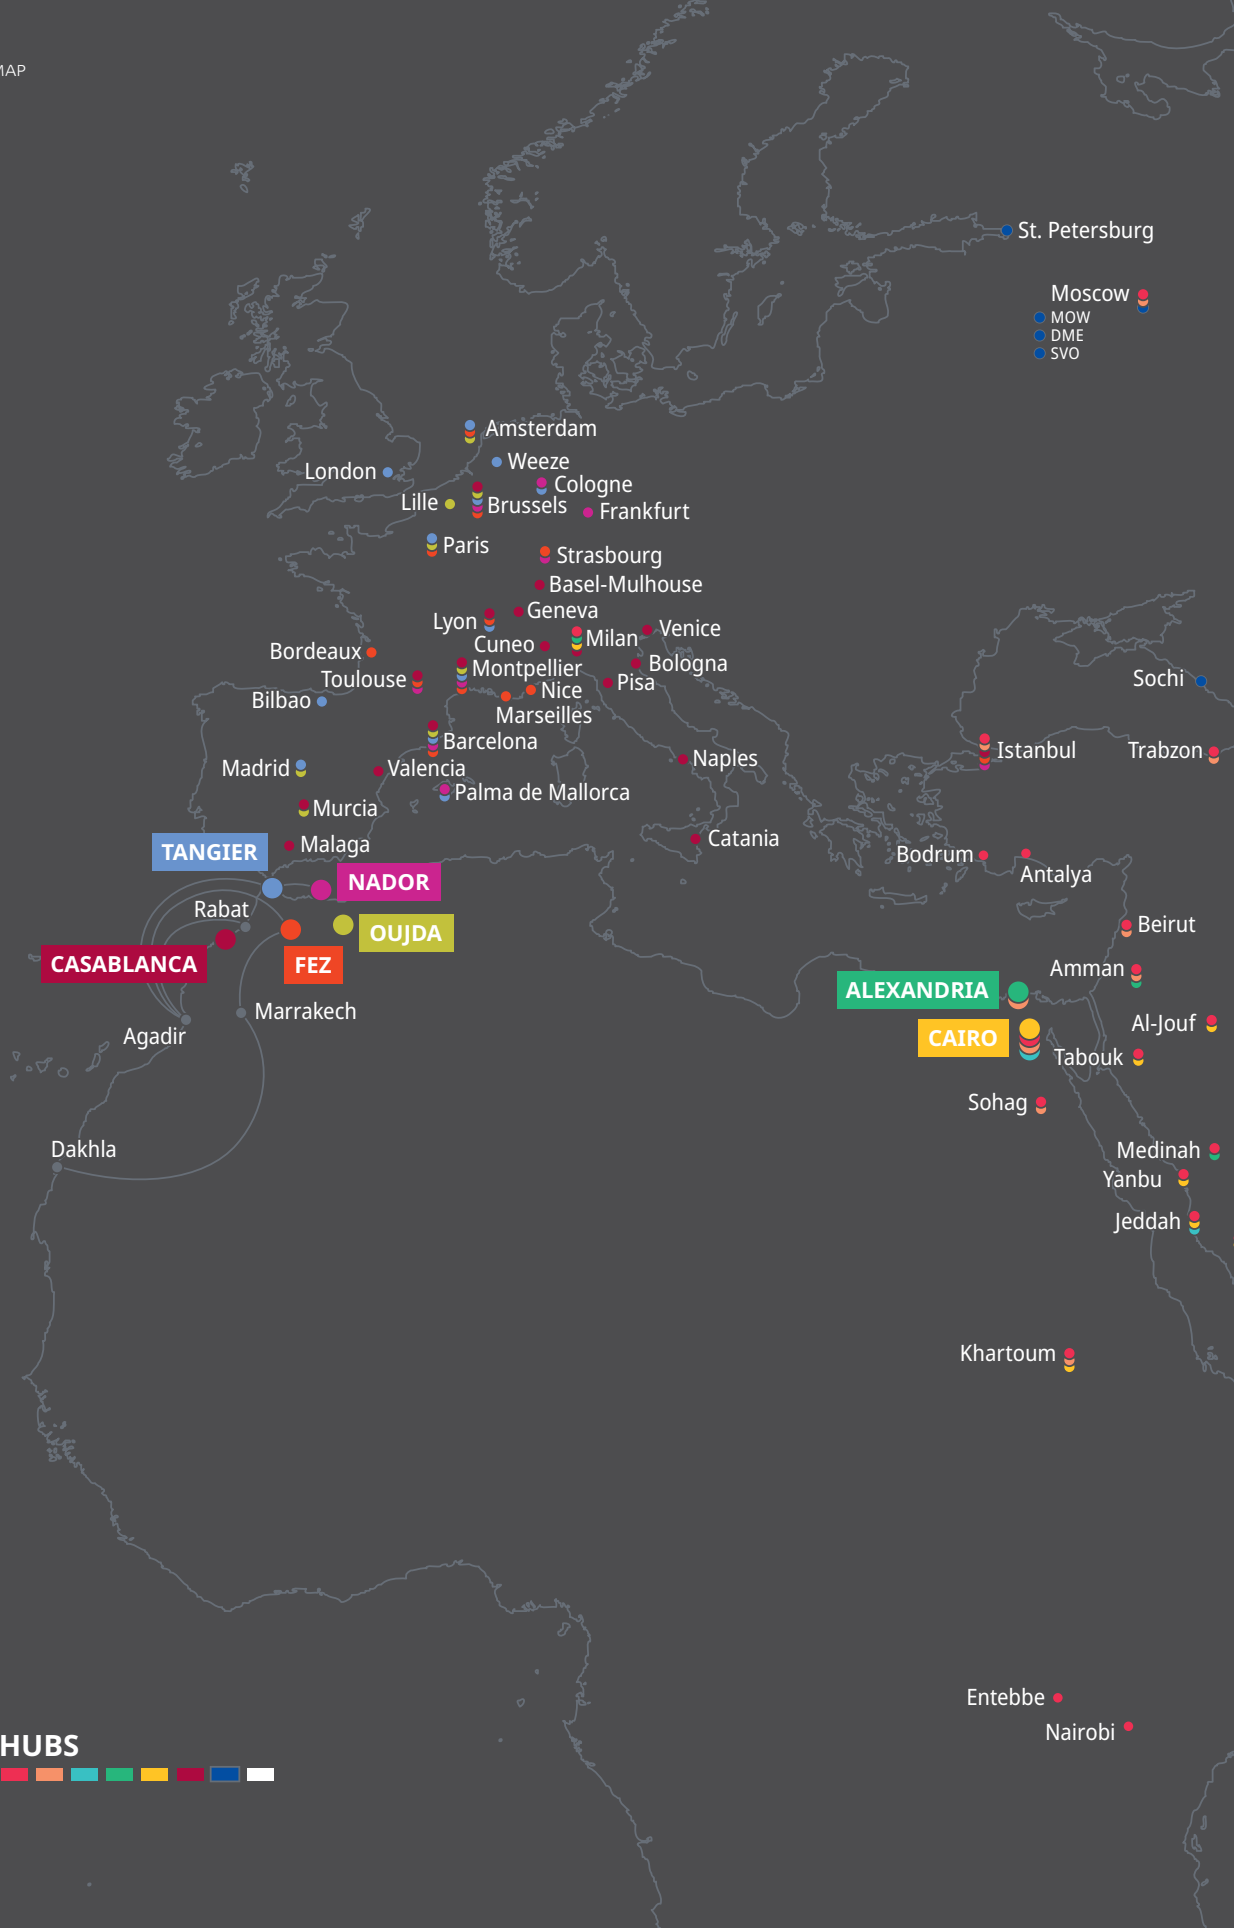 MAP
St. Petersburg
Moscow
MOW
DME
SVO
Amsterdam
Weeze
London
Cologne
Lille
Brussels
Frankfurt
Paris
Strasbourg
Basel-Mulhouse
Geneva
Lyon
Venice
Cuneo
Milan
Bordeaux
Bologna
Montpellier
Toulouse
Pisa
Sochi
Nice
Bilbao
Marseilles
Barcelona
Istanbul
Trabzon
Naples
Madrid
Valencia
Palma de Mallorca
Murcia
Catania
Malaga
TANGIER
Bodrum
Antalya
NADOR
Rabat
Beirut
OUJDA
CASABLANCA
FEZ
Amman
ALEXANDRIA
Marrakech
Al-Jouf
Agadir
CAIRO
Tabouk
Sohag
Dakhla
Medinah
Yanbu
Jeddah
Khartoum
Entebbe
Nairobi
HUBS